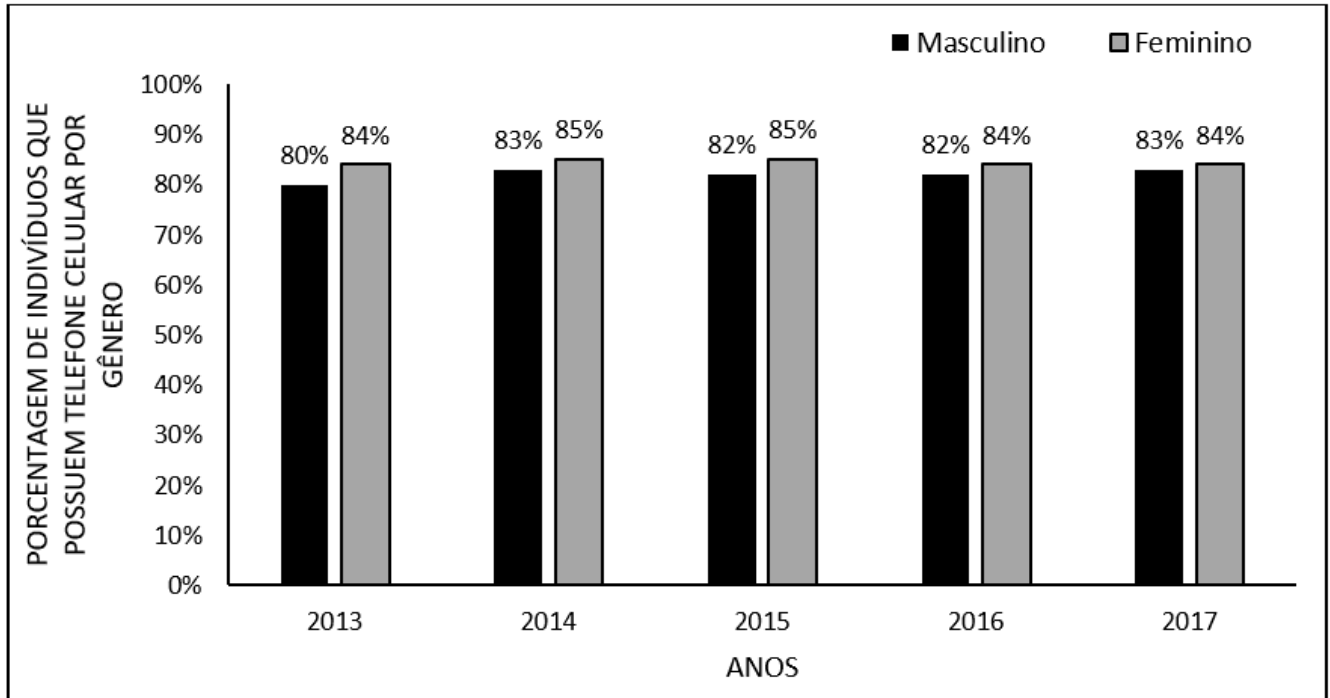 Masculino Feminino
PORCENTAGEM DE INDIVÍDUOS QUE
POSSUEM TELEFONE CELULAR POR
GÊNERO
100%
90%
80%
70%
60%
50%
40%
30%
20%
10%
0%
80% 84% 83% 85% 82% 85% 82% 84% 83% 84%
2013 2014 2015 2016 2017
ANOS